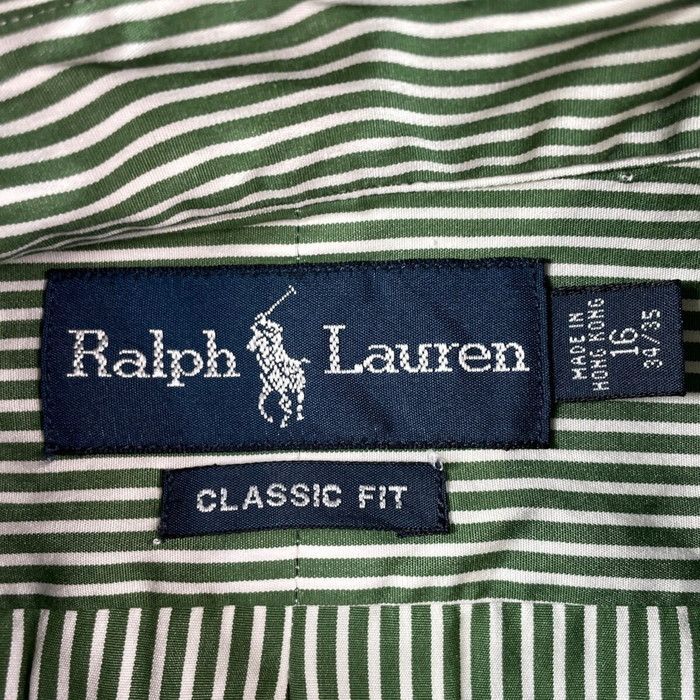 Ralph Lauren
MADE IN
HONG KONG
16
34/35
CLASSIC FIT